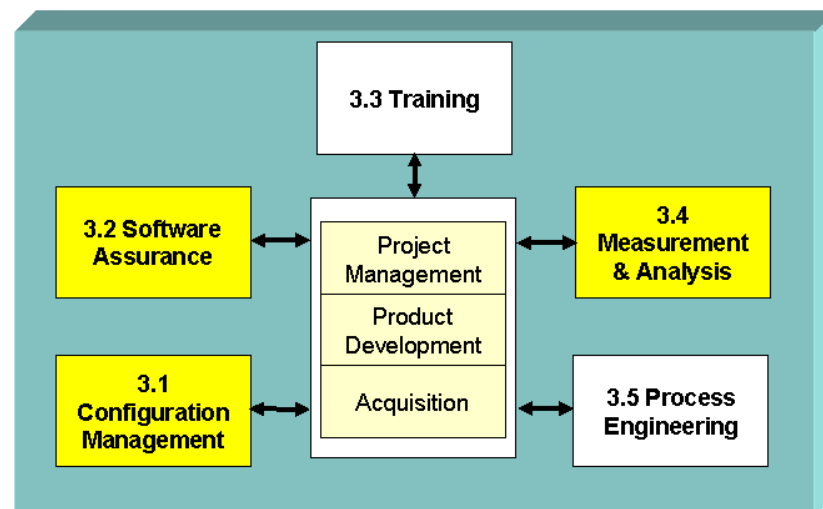 3.3 Training
3.2 Software
Assurance
3.4
Measurement
& Analysis
Project
Management
Product
Development
Acquisition
3.1
Configuration
Management
3.5 Process
Engineering